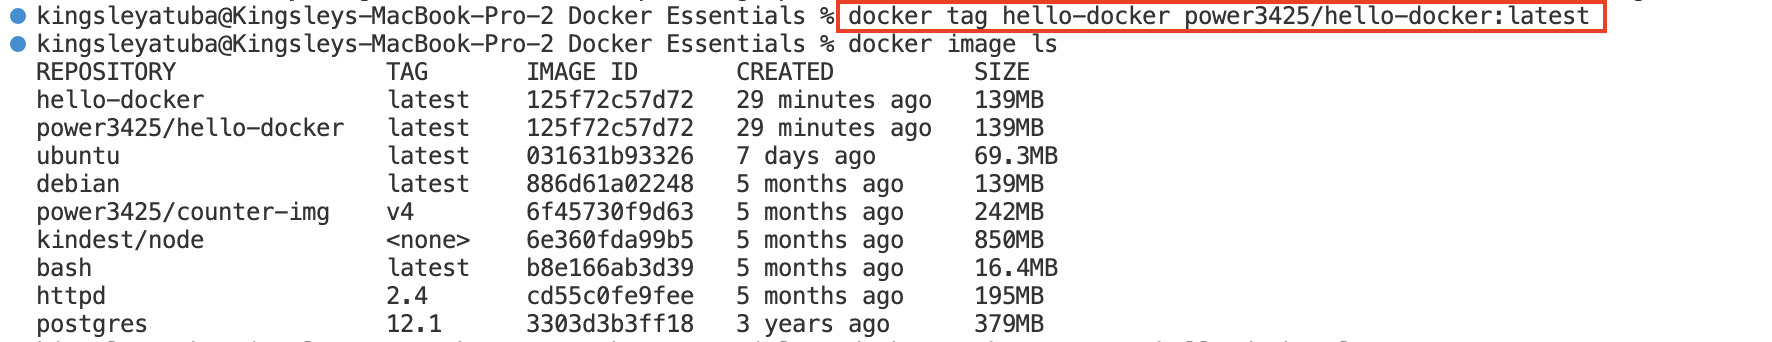 kingsleyatuba@Kingsleys-MacBook-Pro-2 Docker Essentials % docker tag hello-docker power3425/hello-docker:latest
kingsleyatuba@Kingsleys-MacBook-Pro-2 Docker Essentials % docker image ls
REPOSITORY TAG IMAGE ID CREATED SIZE
hello-docker latest 125f72c57d72 29 minutes ago 139MB
power3425/hello-docker latest 125f72c57d72 29 minutes ago 139MB
ubuntu latest 031631b93326 7 days ago 69.3MB
debian latest 886d61a02248 5 months ago 139MB
power3425/counter-img v4 6f45730f9d63 5 months ago 242MB
kindest/node <none> 6e360fda99b5 5 months ago 850MB
bash latest b8e166ab3d39 5 months ago 16.4MB
httpd 2.4 cd55c0fe9fee 5 months ago 195MB
postgres 12.1 3303d3b3ff18 3 years ago 379MB